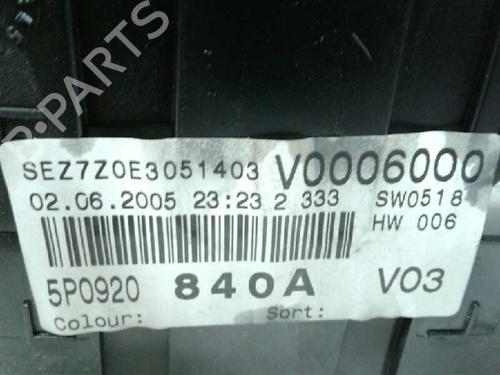 B-PARTS
SEZ7Z0E3051403 V0006000
02.06.2005 23:23 2 333 SW0518
HW 006
5P0920 840A V03
Colour: Sort: